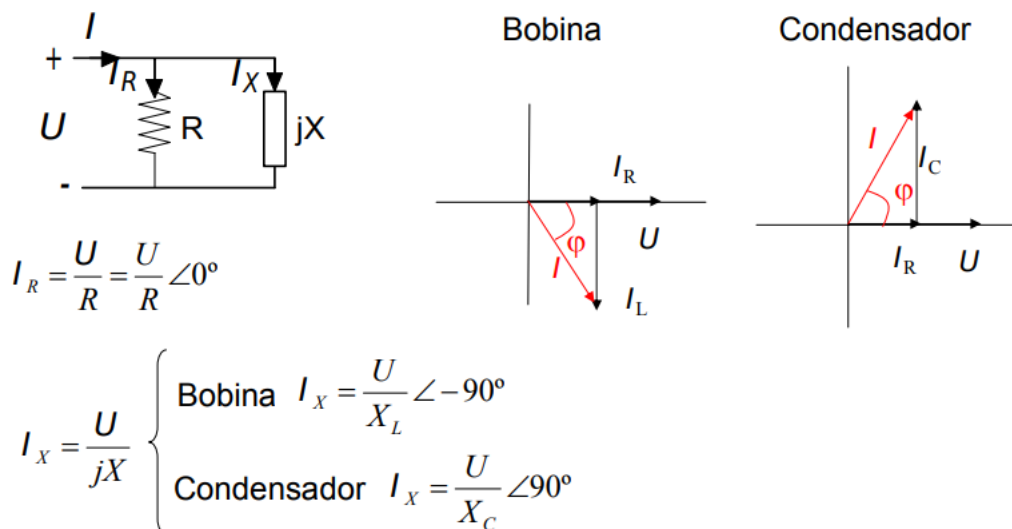 I
+
I_R
I_X
U
R
jX
-
Bobina
I_R
φ
U
I
I_L
Condensador
I
I_C
φ
I_R
U
I_R = U/R = U/R ∠0º
I_X = U/jX
Bobina I_X = U/X_L ∠−90º
Condensador I_X = U/X_C ∠90º